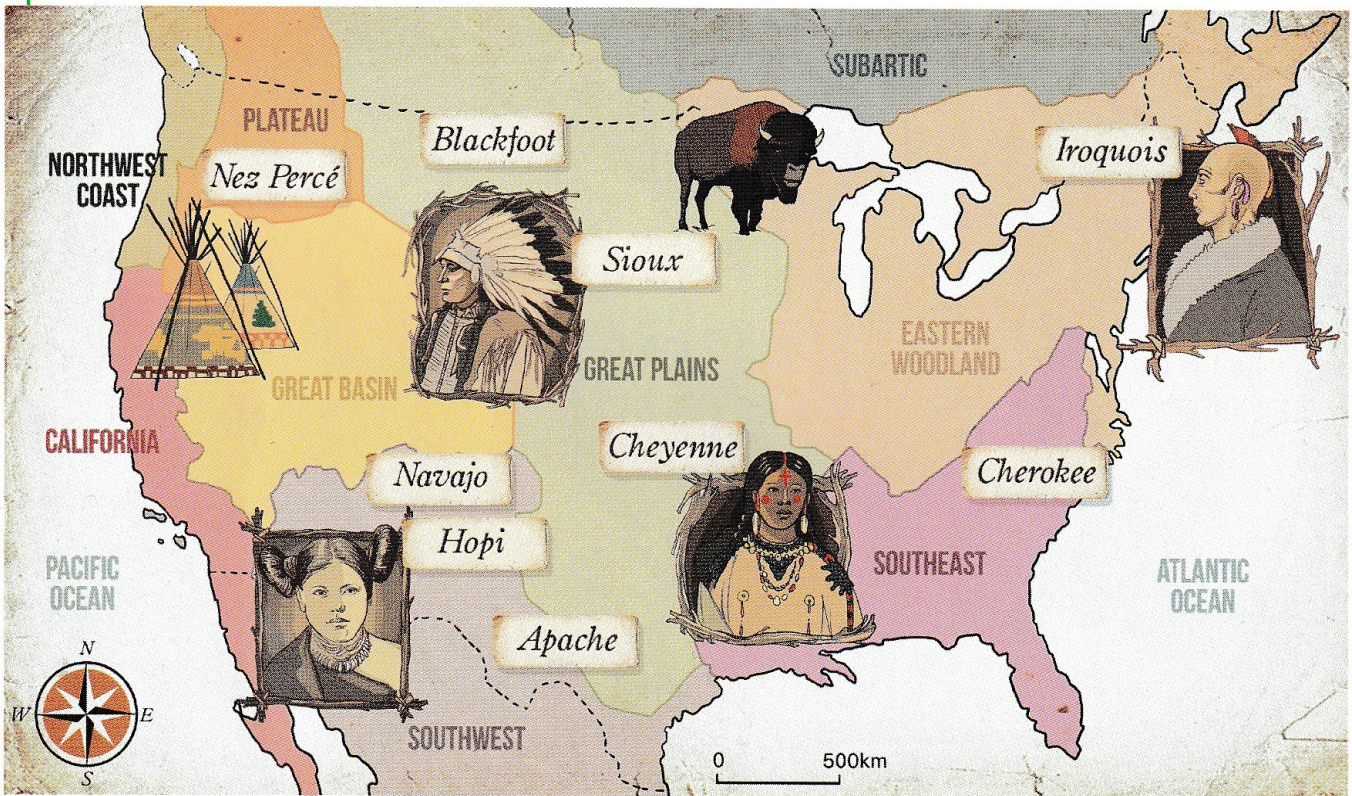 SUBARTIC
PLATEAU
Blackfoot
Iroquois
NORTHWEST
COAST
Nez Percé
Sioux
EASTERN
WOODLAND
GREAT BASIN
GREAT PLAINS
CALIFORNIA
Cheyenne
Cherokee
Navajo
Hopi
SOUTHEAST
PACIFIC
OCEAN
ATLANTIC
OCEAN
Apache
N
W
E
S
SOUTHWEST
0
500km